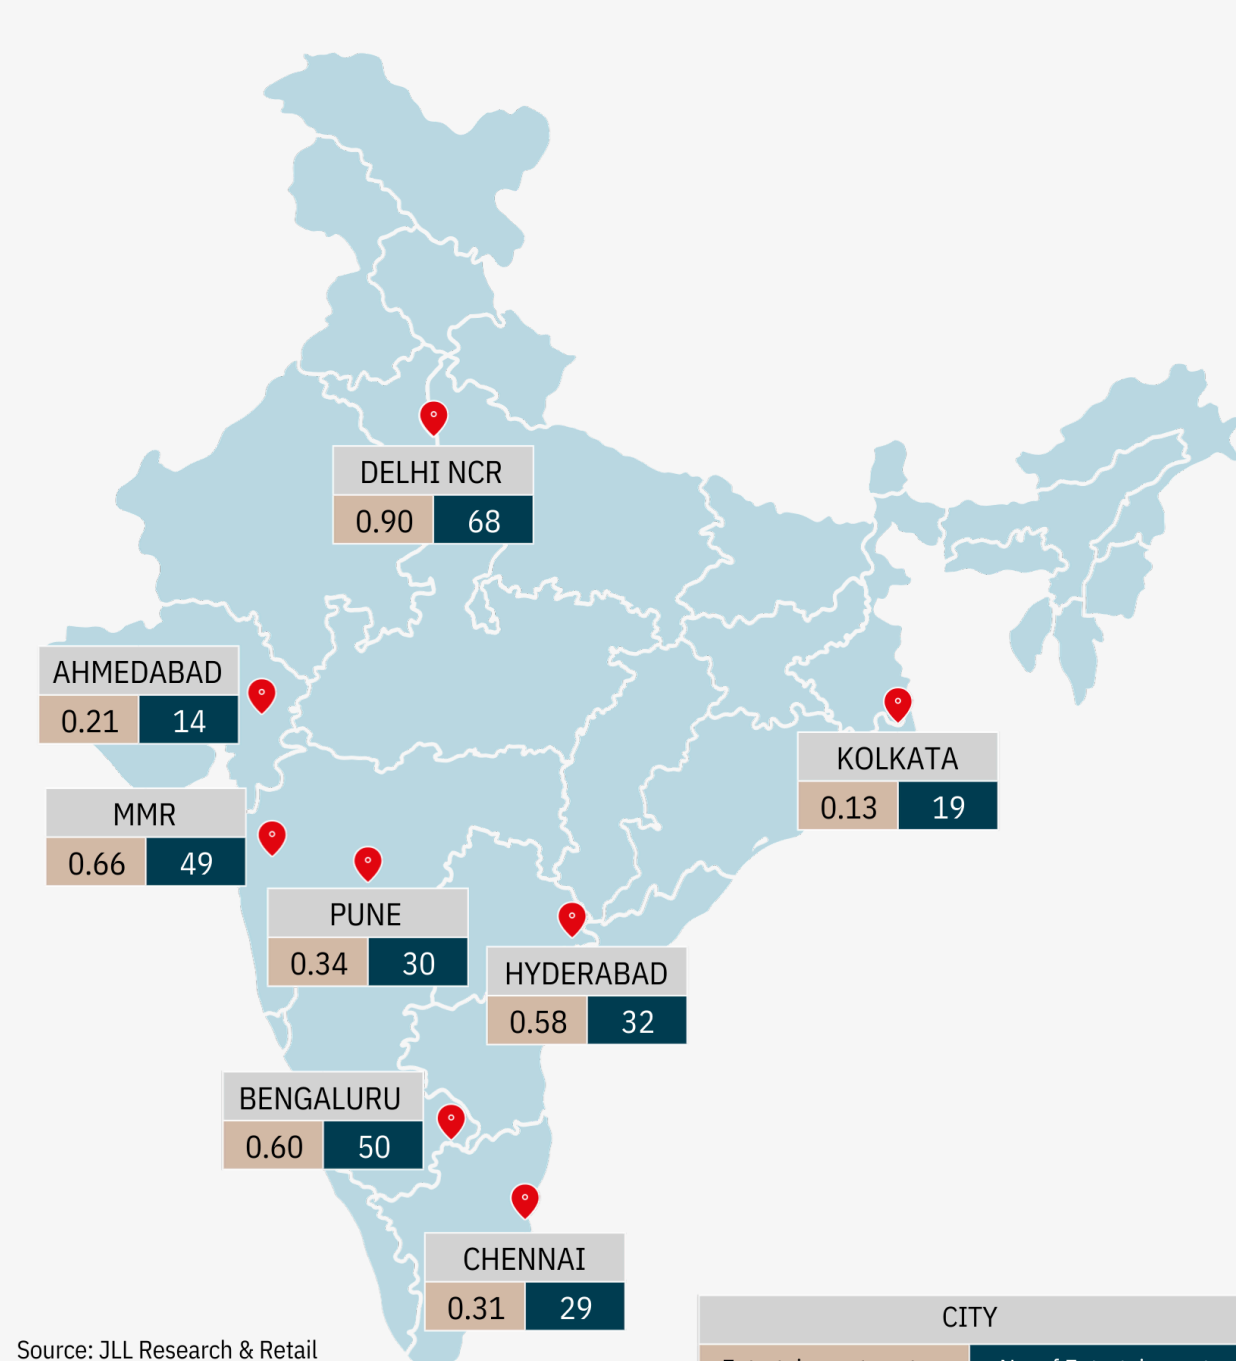 DELHI NCR
0.90 68
AHMEDABAD
0.21 14
KOLKATA
0.13 19
MMR
0.66 49
PUNE
0.34 30
HYDERABAD
0.58 32
BENGALURU
0.60 50
CHENNAI
0.31 29
CITY
Source: JLL Research & Retail